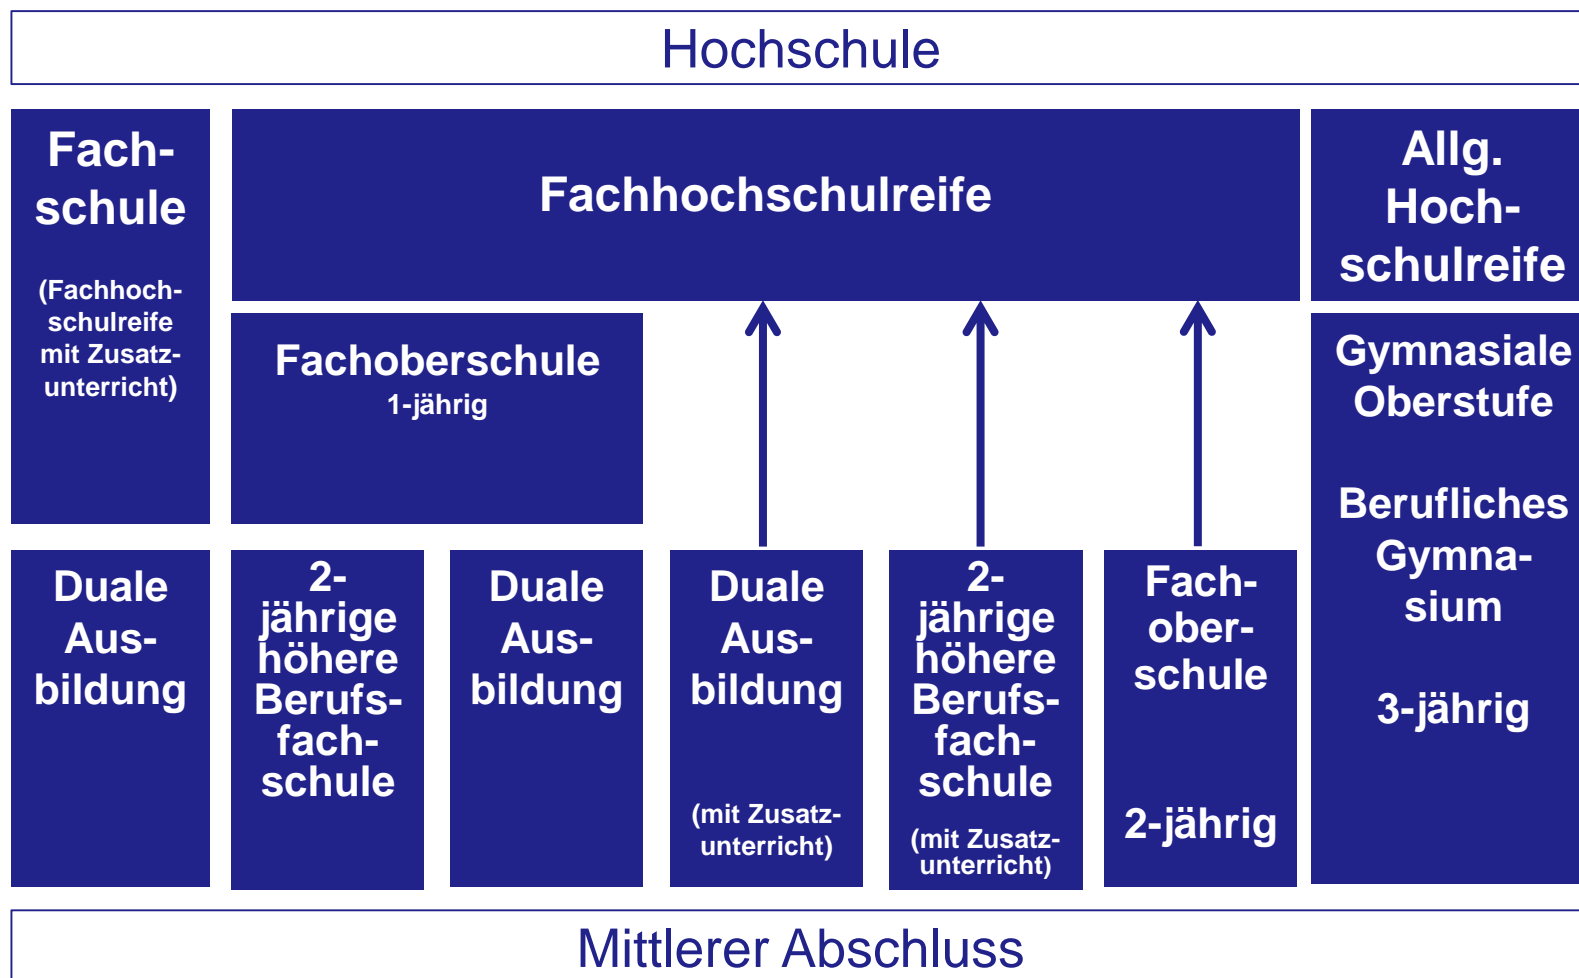 Hochschule
Fach-
schule
(Fachhoch-
schulreife
mit Zusatz-
unterricht)
Fachhochschulreife
Allg.
Hoch-
schulreife
Fachoberschule
1-jährig
Gymnasiale
Oberstufe
Berufliches
Gymna-
sium
3-jährig
Duale
Aus-
bildung
2-
jährige
höhere
Berufs-
fach-
schule
Duale
Aus-
bildung
Duale
Aus-
bildung
(mit Zusatz-
unterricht)
2-
jährige
höhere
Berufs-
fach-
schule
(mit Zusatz-
unterricht)
Fach-
ober-
schule
2-jährig
Mittlerer Abschluss